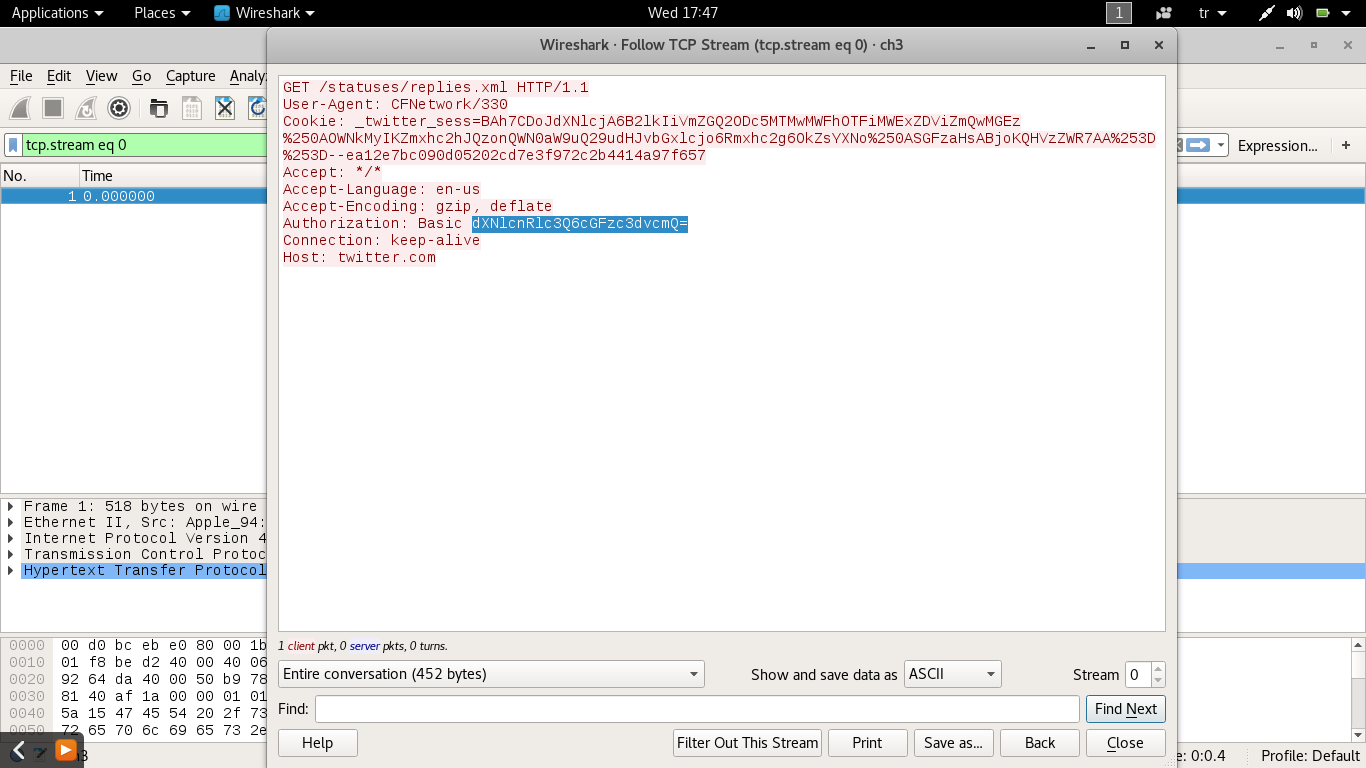 Applications Places Wireshark Wed 17:47 1 tr
Wireshark · Follow TCP Stream (tcp.stream eq 0) · ch3
File Edit View Go Capture Analy
tcp.stream eq 0
Expression... +
No. Time
1 0.000000
GET /statuses/replies.xml HTTP/1.1
User-Agent: CFNetwork/330
Cookie: _twitter_sess=BAh7CDoJdXNlcjA6B2lkIiVmZGQ2ODc5MTMwMWFhOTFiMWExZDViZmQwMGEz
%250AOWNkMyIKZmxhc2hJQzonQWN0aW9uQ29udHJvbGxlcjo6Rmxhc2g6OkZsYXNo%250ASGFzaHsABjoKQHVzZWR7AA%253D
%253D--ea12e7bc090d05202cd7e3f972c2b4414a97f657
Accept: */*
Accept-Language: en-us
Accept-Encoding: gzip, deflate
Authorization: Basic dXNlcnRlc3Q6cGFzc3dvcmQ=
Connection: keep-alive
Host: twitter.com
Frame 1: 518 bytes on wire
Ethernet II, Src: Apple_94:
Internet Protocol Version 4
Transmission Control Protoc
Hypertext Transfer Protocol
0000 00 d0 bc eb e0 80 00 1b
0010 01 f8 be d2 40 00 40 06
0020 92 64 da 40 00 50 b9 78
0030 81 40 af 1a 00 00 01 01
0040 5a 15 47 45 54 20 2f 73
0050 72 65 70 6c 69 65 73 2e
1 client pkt, 0 server pkts, 0 turns.
Entire conversation (452 bytes) Show and save data as ASCII Stream 0
Find: Find Next
Help Filter Out This Stream Print Save as... Back Close
h3 e: 0:0.4 Profile: Default